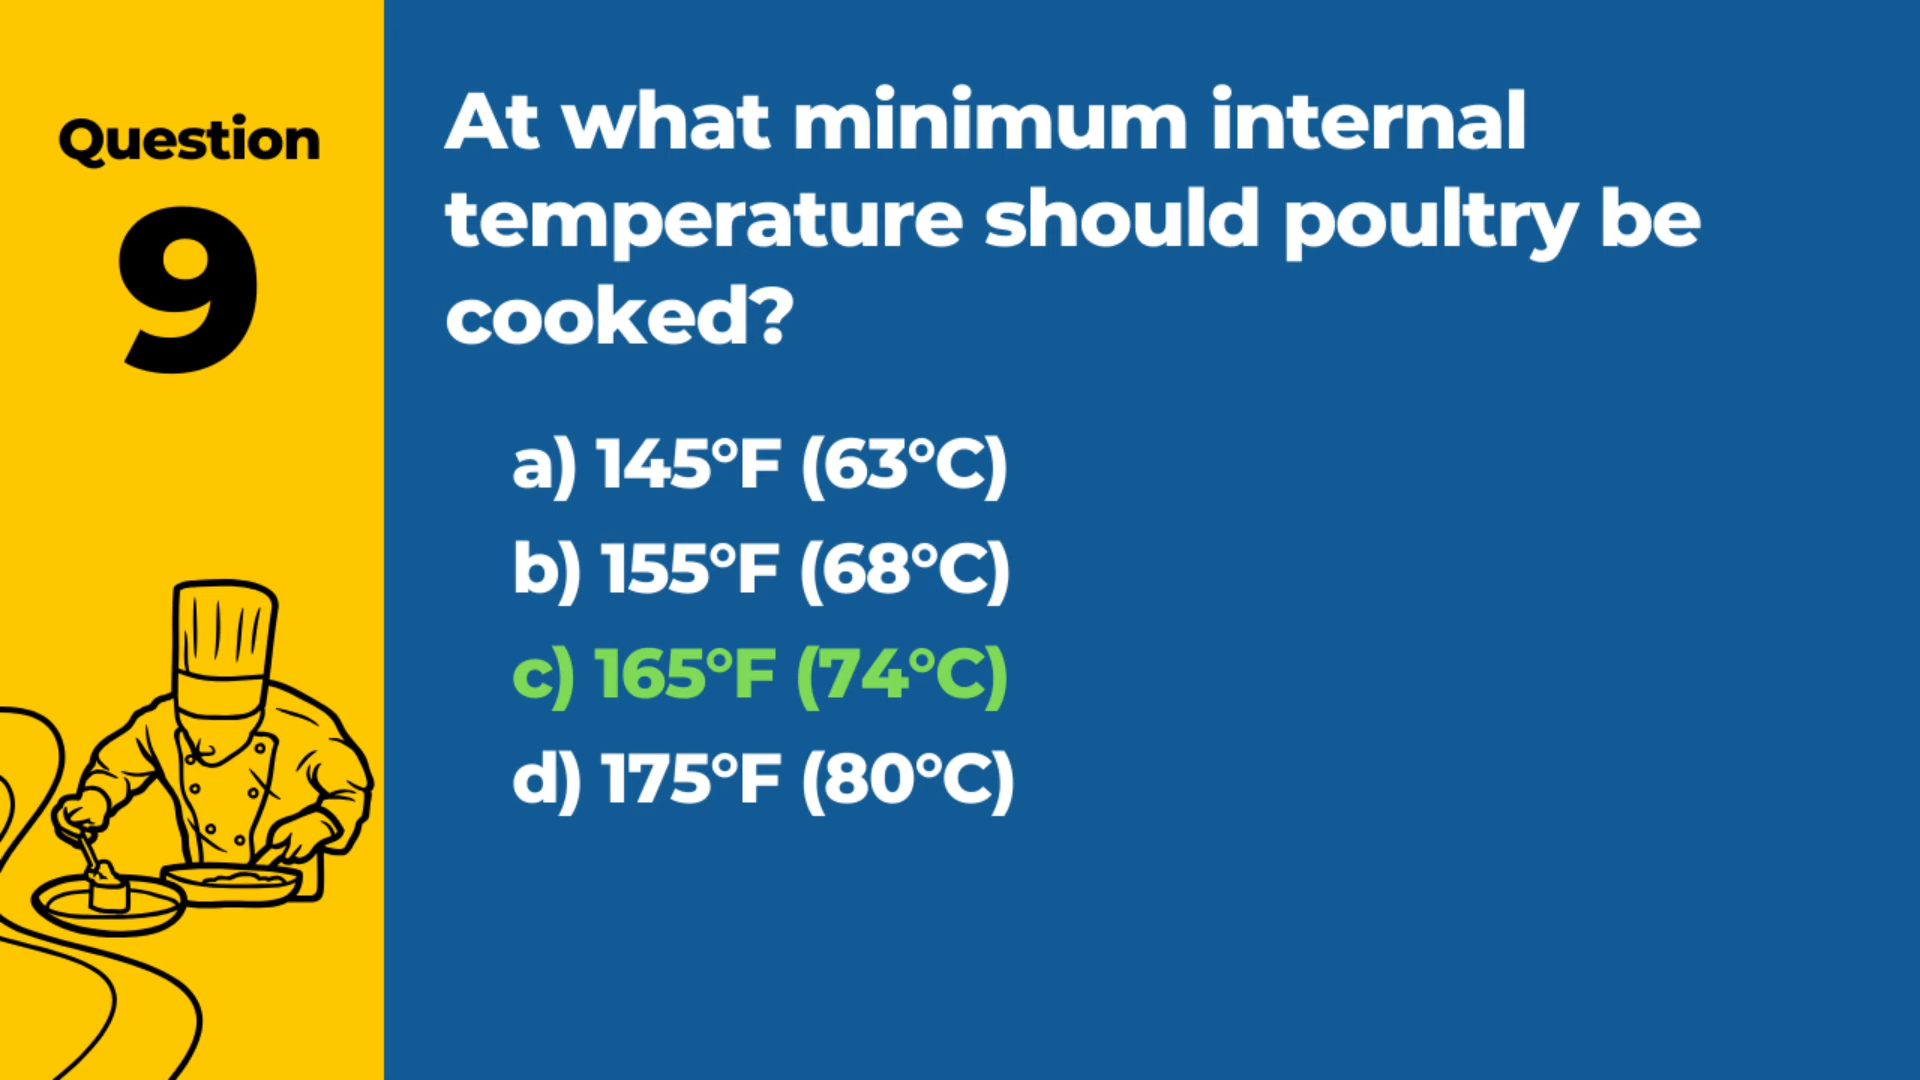 Question
9
At what minimum internal
temperature should poultry be
cooked?
a) 145°F (63°C)
b) 155°F (68°C)
c) 165°F (74°C)
d) 175°F (80°C)